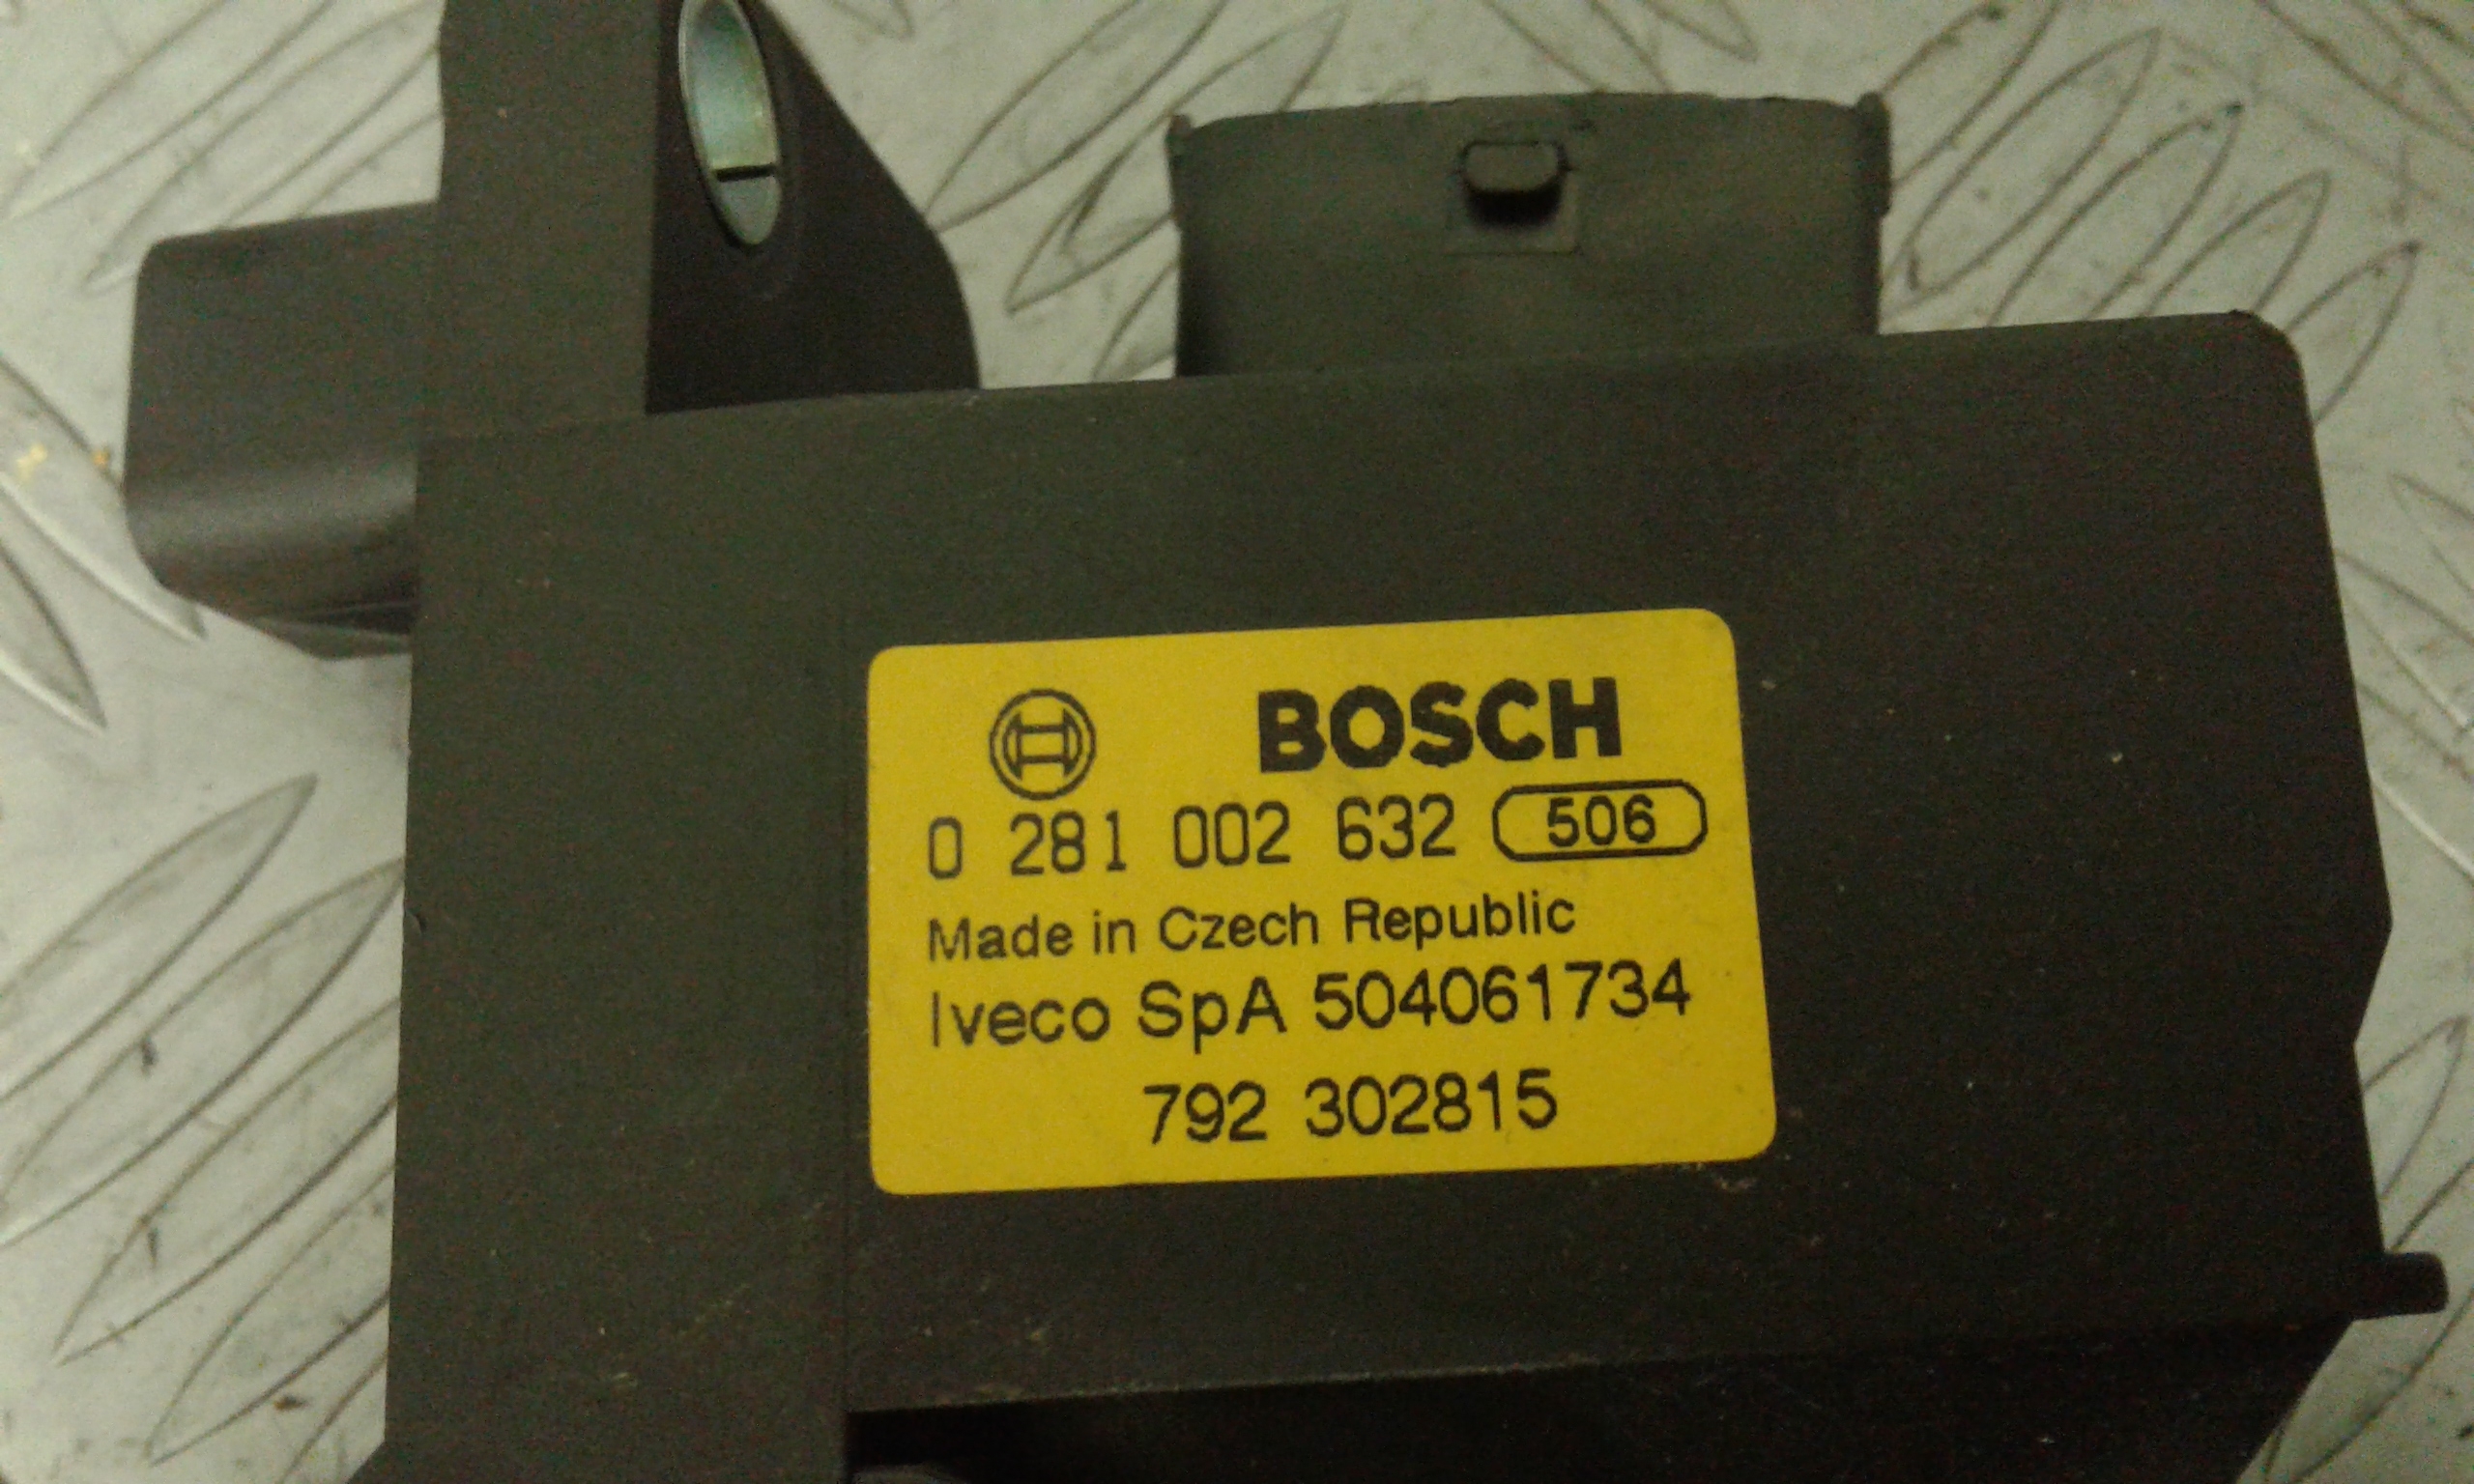 BOSCH
0 281 002 632 506
Made in Czech Republic
Iveco SpA 504061734
792 302815